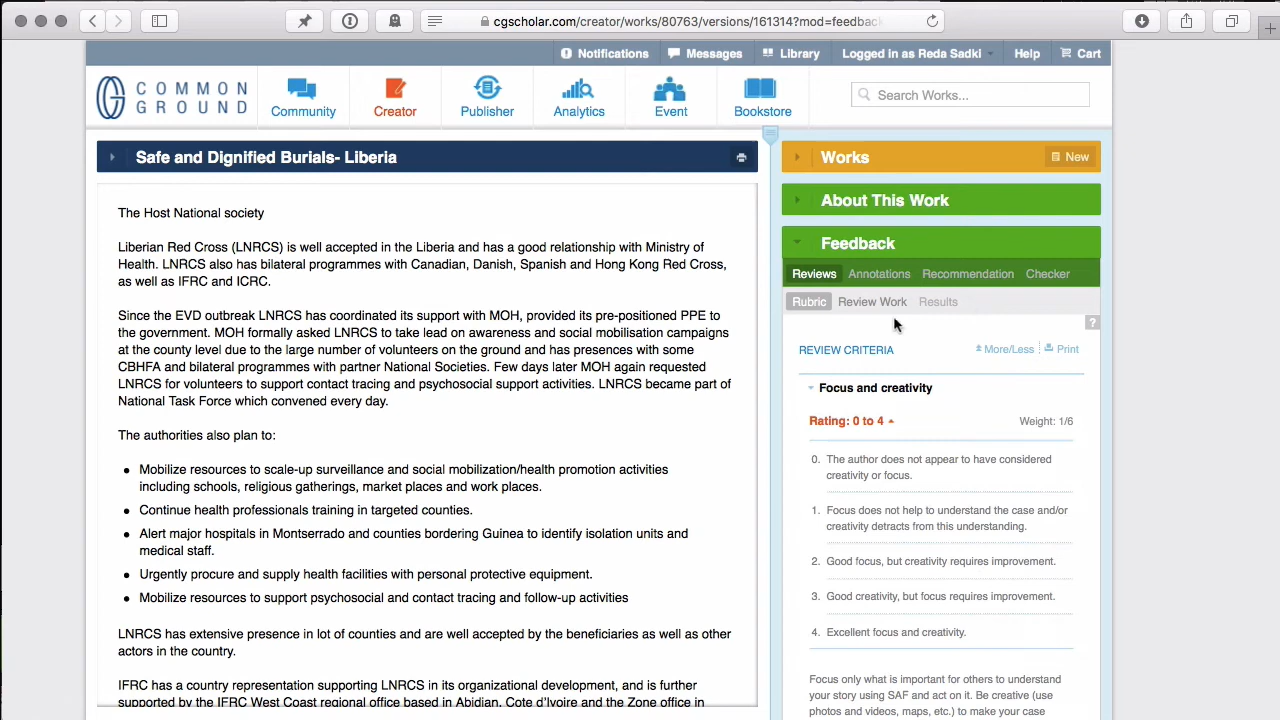 cgscholar.com/creator/works/80763/versions/161314?mod=feedbac
Notifications
Messages
Library
Logged in as Reda Sadki
Help
Cart
COMMON
GROUND
Community
Creator
Publisher
Analytics
Event
Bookstore
Search Works...
Safe and Dignified Burials- Liberia
The Host National society
Liberian Red Cross (LNRCS) is well accepted in the Liberia and has a good relationship with Ministry of
Health. LNRCS also has bilateral programmes with Canadian, Danish, Spanish and Hong Kong Red Cross,
as well as IFRC and ICRC.
Since the EVD outbreak LNRCS has coordinated its support with MOH, provided its pre-positioned PPE to
the government. MOH formally asked LNRCS to take lead on awareness and social mobilisation campaigns
at the county level due to the large number of volunteers on the ground and has presences with some
CBHFA and bilateral programmes with partner National Societies. Few days later MOH again requested
LNRCS for volunteers to support contact tracing and psychosocial support activities. LNRCS became part of
National Task Force which convened every day.
The authorities also plan to:
Mobilize resources to scale-up surveillance and social mobilization/health promotion activities
including schools, religious gatherings, market places and work places.
Continue health professionals training in targeted counties.
Alert major hospitals in Montserrado and counties bordering Guinea to identify isolation units and
medical staff.
Urgently procure and supply health facilities with personal protective equipment.
Mobilize resources to support psychosocial and contact tracing and follow-up activities
LNRCS has extensive presence in lot of counties and are well accepted by the beneficiaries as well as other
actors in the country.
IFRC has a country representation supporting LNRCS in its organizational development, and is further
supported by the IFRC West Coast regional office based in Abidjan, Cote d'Ivoire and the Zone office in
Works
New
About This Work
Feedback
Reviews
Annotations
Recommendation
Checker
Rubric
Review Work
Results
?
REVIEW CRITERIA
More/Less
Print
Focus and creativity
Rating: 0 to 4
Weight: 1/6
0. The author does not appear to have considered
creativity or focus.
1. Focus does not help to understand the case and/or
creativity detracts from this understanding.
2. Good focus, but creativity requires improvement.
3. Good creativity, but focus requires improvement.
4. Excellent focus and creativity.
Focus only what is important for others to understand
your story using SAF and act on it. Be creative (use
photos and videos, maps, etc.) to make your case